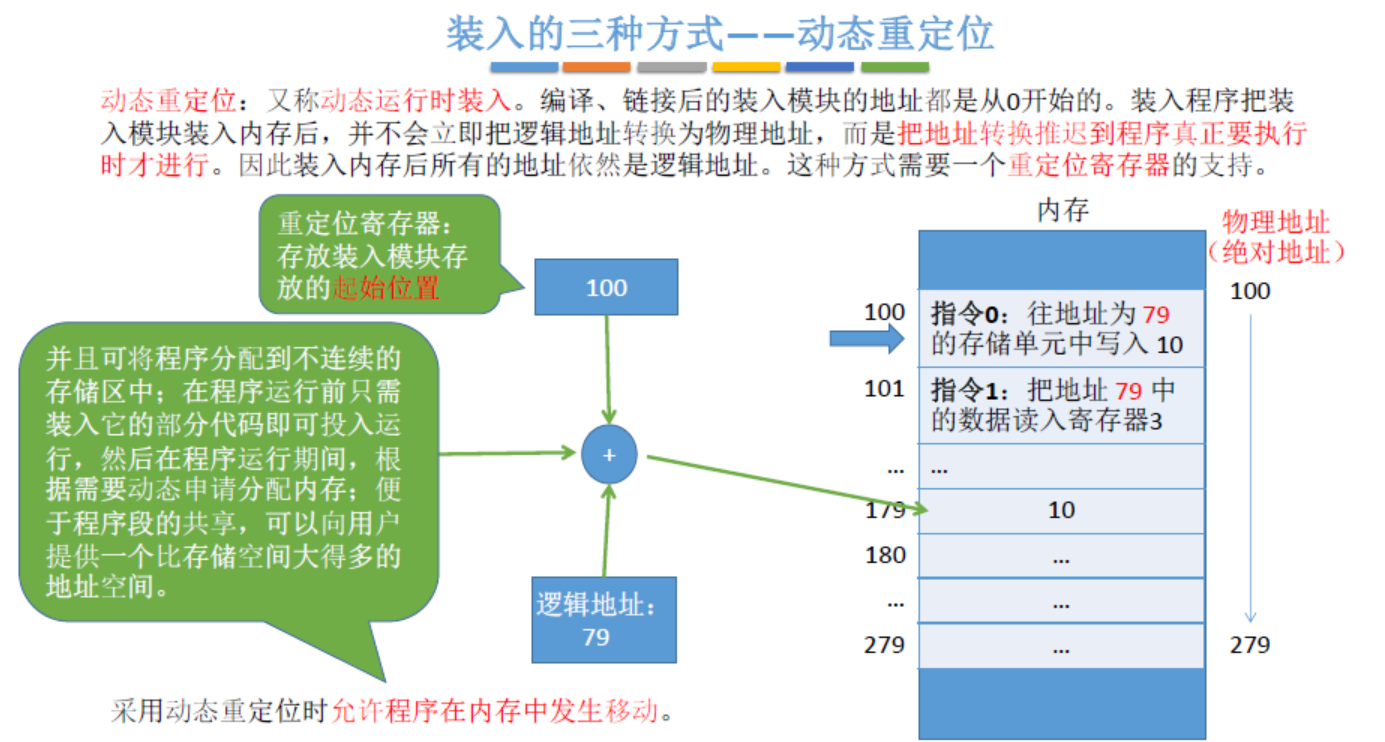 装入的三种方式——动态重定位
动态重定位：又称动态运行时装入。编译、链接后的装入模块的地址都是从0开始的。装入程序把装
入模块装入内存后，并不会立即把逻辑地址转换为物理地址，而是把地址转换推迟到程序真正要执行
时才进行。因此装入内存后所有的地址依然是逻辑地址。这种方式需要一个重定位寄存器的支持。
重定位寄存器：
存放装入模块存
放的起始位置
100
并且可将程序分配到不连续的
存储区中；在程序运行前只需
装入它的部分代码即可投入运
行，然后在程序运行期间，根
据需要动态申请分配内存；便
于程序段的共享，可以向用户
提供一个比存储空间大得多的
地址空间。
+
逻辑地址：
79
采用动态重定位时允许程序在内存中发生移动。
内存
物理地址
（绝对地址）
100
指令0：往地址为 79
的存储单元中写入 10
101
指令1：把地址 79 中
的数据读入寄存器3
...
...
179
10
180
...
...
...
279
...
100
279